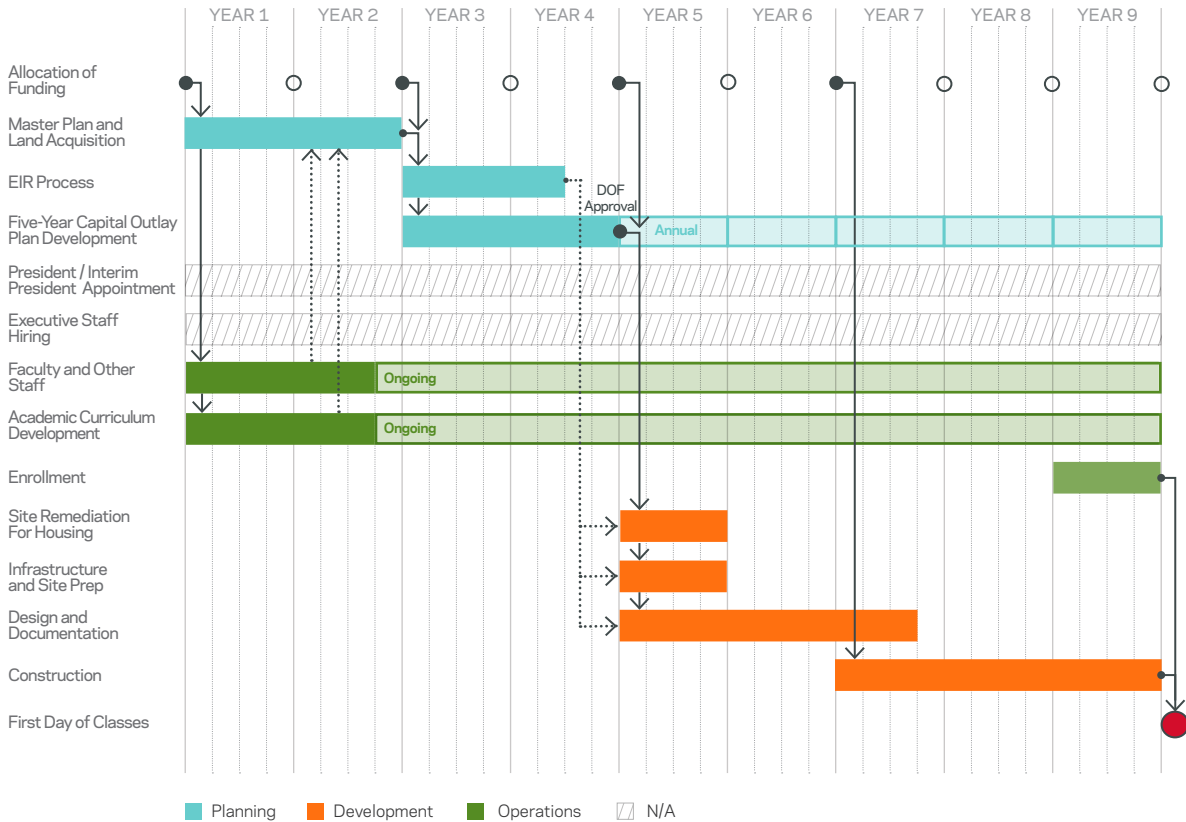 YEAR 1 YEAR 2 YEAR 3 YEAR 4 YEAR 5 YEAR 6 YEAR 7 YEAR 8 YEAR 9
Allocation of
Funding
Master Plan and
Land Acquisition
EIR Process
DOF
Approval
Five-Year Capital Outlay
Plan Development
Annual
President / Interim
President Appointment
Executive Staff
Hiring
Faculty and Other
Staff
Ongoing
Academic Curriculum
Development
Ongoing
Enrollment
Site Remediation
For Housing
Infrastructure
and Site Prep
Design and
Documentation
Construction
First Day of Classes
Planning Development Operations N/A